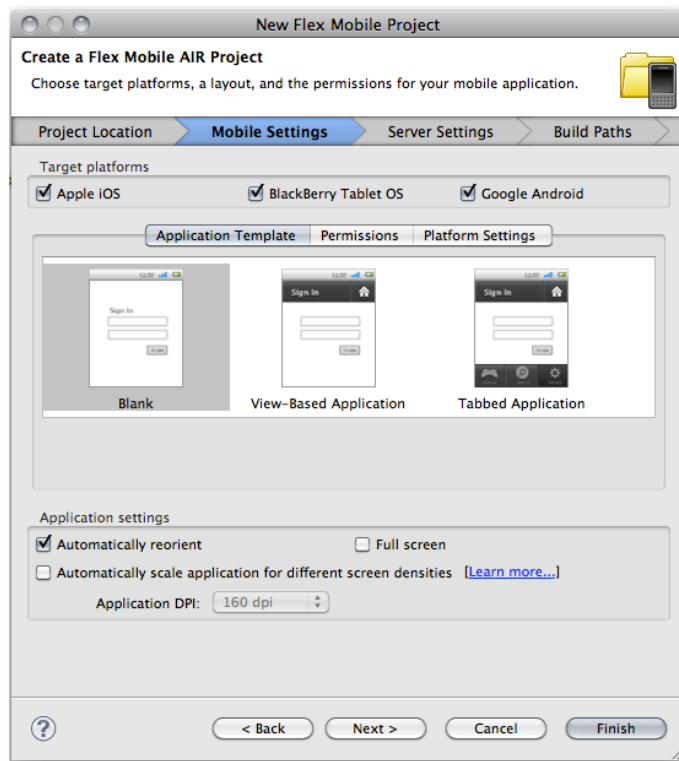 New Flex Mobile Project
Create a Flex Mobile AIR Project
Choose target platforms, a layout, and the permissions for your mobile application.
Project Location Mobile Settings Server Settings Build Paths
Target platforms
Apple iOS BlackBerry Tablet OS Google Android
Application Template Permissions Platform Settings
Sign In
Sign In
Sign In
Blank View-Based Application Tabbed Application
Application settings
Automatically reorient Full screen
Automatically scale application for different screen densities [Learn more...]
Application DPI: 160 dpi
? < Back Next > Cancel Finish